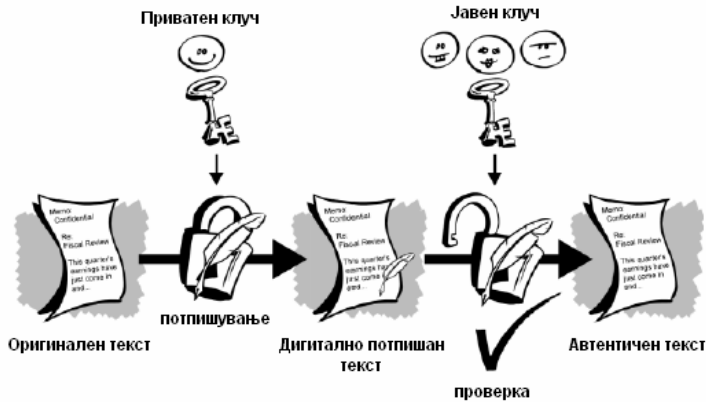 Приватен клуч
Јавен клуч
Memo:
Confidential
Re:
Fiscal Review
This quarter's
earnings have
just come in
and...
Memo:
Confidential
Re:
Fiscal Review
This quarter's
earnings ha
just come
and...
Memo:
Confidential
Re:
Fiscal Review
This quarter's
earnings have
just come in
and...
потпишување
Оригинален текст
Дигитално потпишан
текст
Автентичен текст
проверка